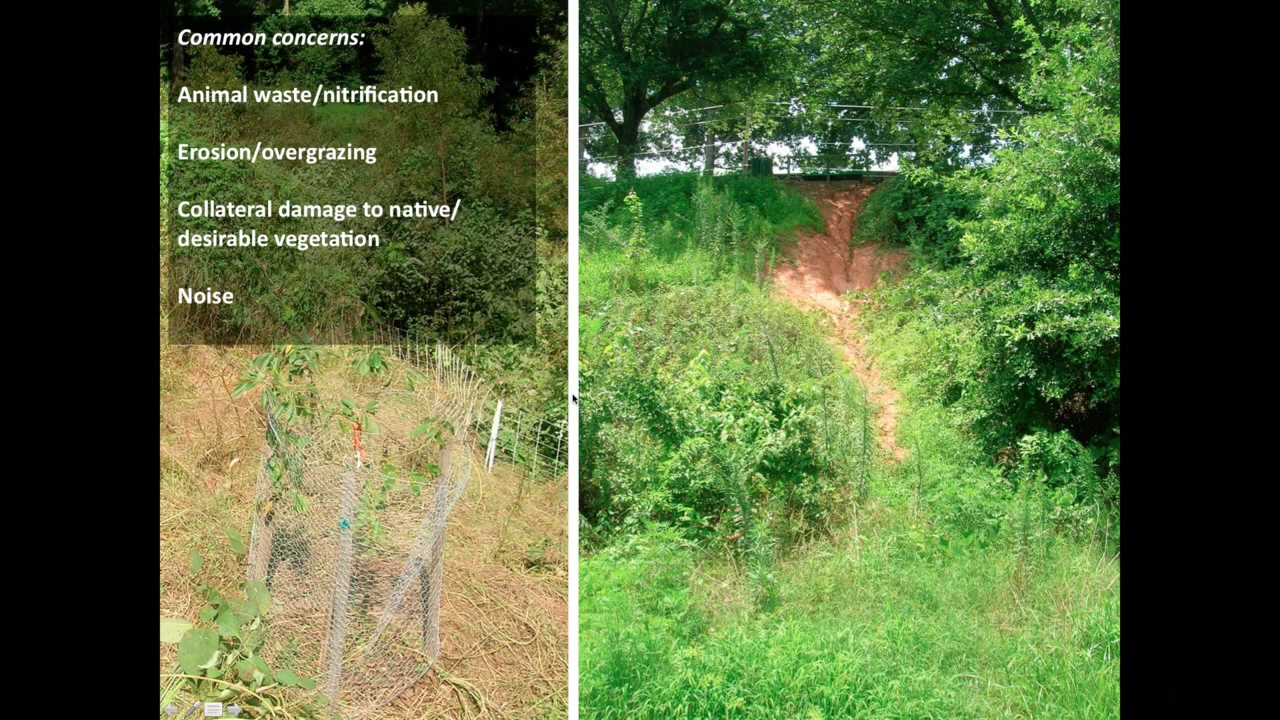 Common concerns:
Animal waste/nitrification
Erosion/overgrazing
Collateral damage to native/
desirable vegetation
Noise